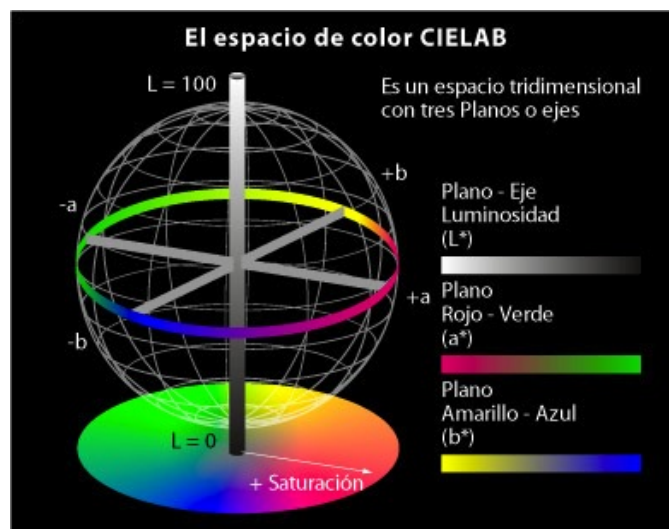 El espacio de color CIELAB
L = 100
Es un espacio tridimensional
con tres Planos o ejes
+b
-a
Plano - Eje
Luminosidad
(L*)
+a
Plano
Rojo - Verde
(a*)
-b
Plano
Amarillo - Azul
(b*)
L = 0
+ Saturación